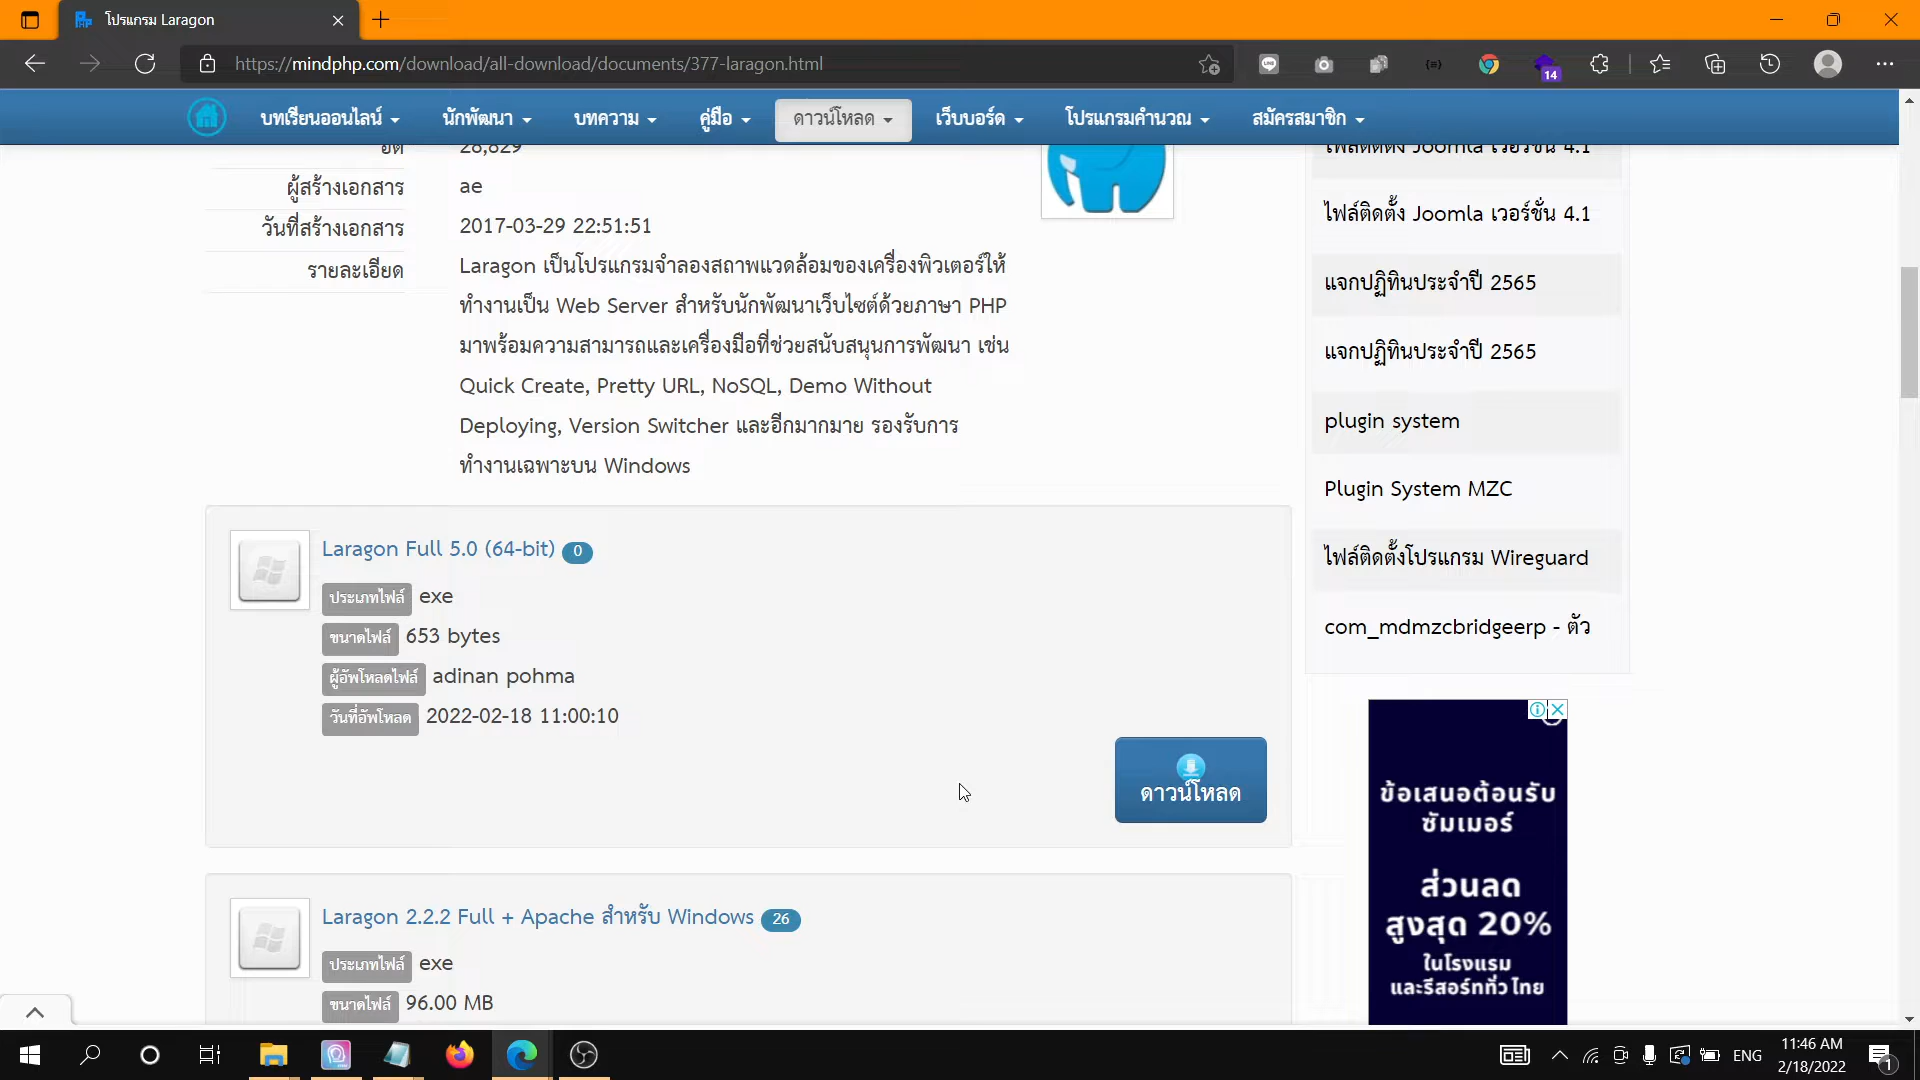 โปรแกรม Laragon
https://mindphp.com/download/all-download/documents/377-laragon.html
14
บทเรียนออนไลน์
นักพัฒนา
บทความ
คู่มือ
ดาวน์โหลด
เว็บบอร์ด
โปรแกรมคำนวณ
สมัครสมาชิก
ฮิต 28,829
ผู้สร้างเอกสาร ae
วันที่สร้างเอกสาร 2017-03-29 22:51:51
รายละเอียด Laragon เป็นโปรแกรมจำลองสถาพแวดล้อมของเครื่องพิวเตอร์ให้
ทำงานเป็น Web Server สำหรับนักพัฒนาเว็บไซต์ด้วยภาษา PHP
มาพร้อมความสามารถและเครื่องมือที่ช่วยสนับสนุนการพัฒนา เช่น
Quick Create, Pretty URL, NoSQL, Demo Without
Deploying, Version Switcher และอีกมากมาย รองรับการ
ทำงานเฉพาะบน Windows
Laragon Full 5.0 (64-bit) 0
ประเภทไฟล์ exe
ขนาดไฟล์ 653 bytes
ผู้อัพโหลดไฟล์ adinan pohma
วันที่อัพโหลด 2022-02-18 11:00:10
ดาวน์โหลด
Laragon 2.2.2 Full + Apache สำหรับ Windows 26
ประเภทไฟล์ exe
ขนาดไฟล์ 96.00 MB
ไฟล์ติดตั้ง Joomla เวอร์ชั่น 4.1
ไฟล์ติดตั้ง Joomla เวอร์ชั่น 4.1
แจกปฏิทินประจำปี 2565
แจกปฏิทินประจำปี 2565
plugin system
Plugin System MZC
ไฟล์ติดตั้งโปรแกรม Wireguard
com_mdmzcbridgeerp - ตัว
ข้อเสนอต้อนรับ
ซัมเมอร์
ส่วนลด
สูงสุด 20%
ในโรงแรม
และรีสอร์ททั่วไทย
ENG
11:46 AM
2/18/2022
1